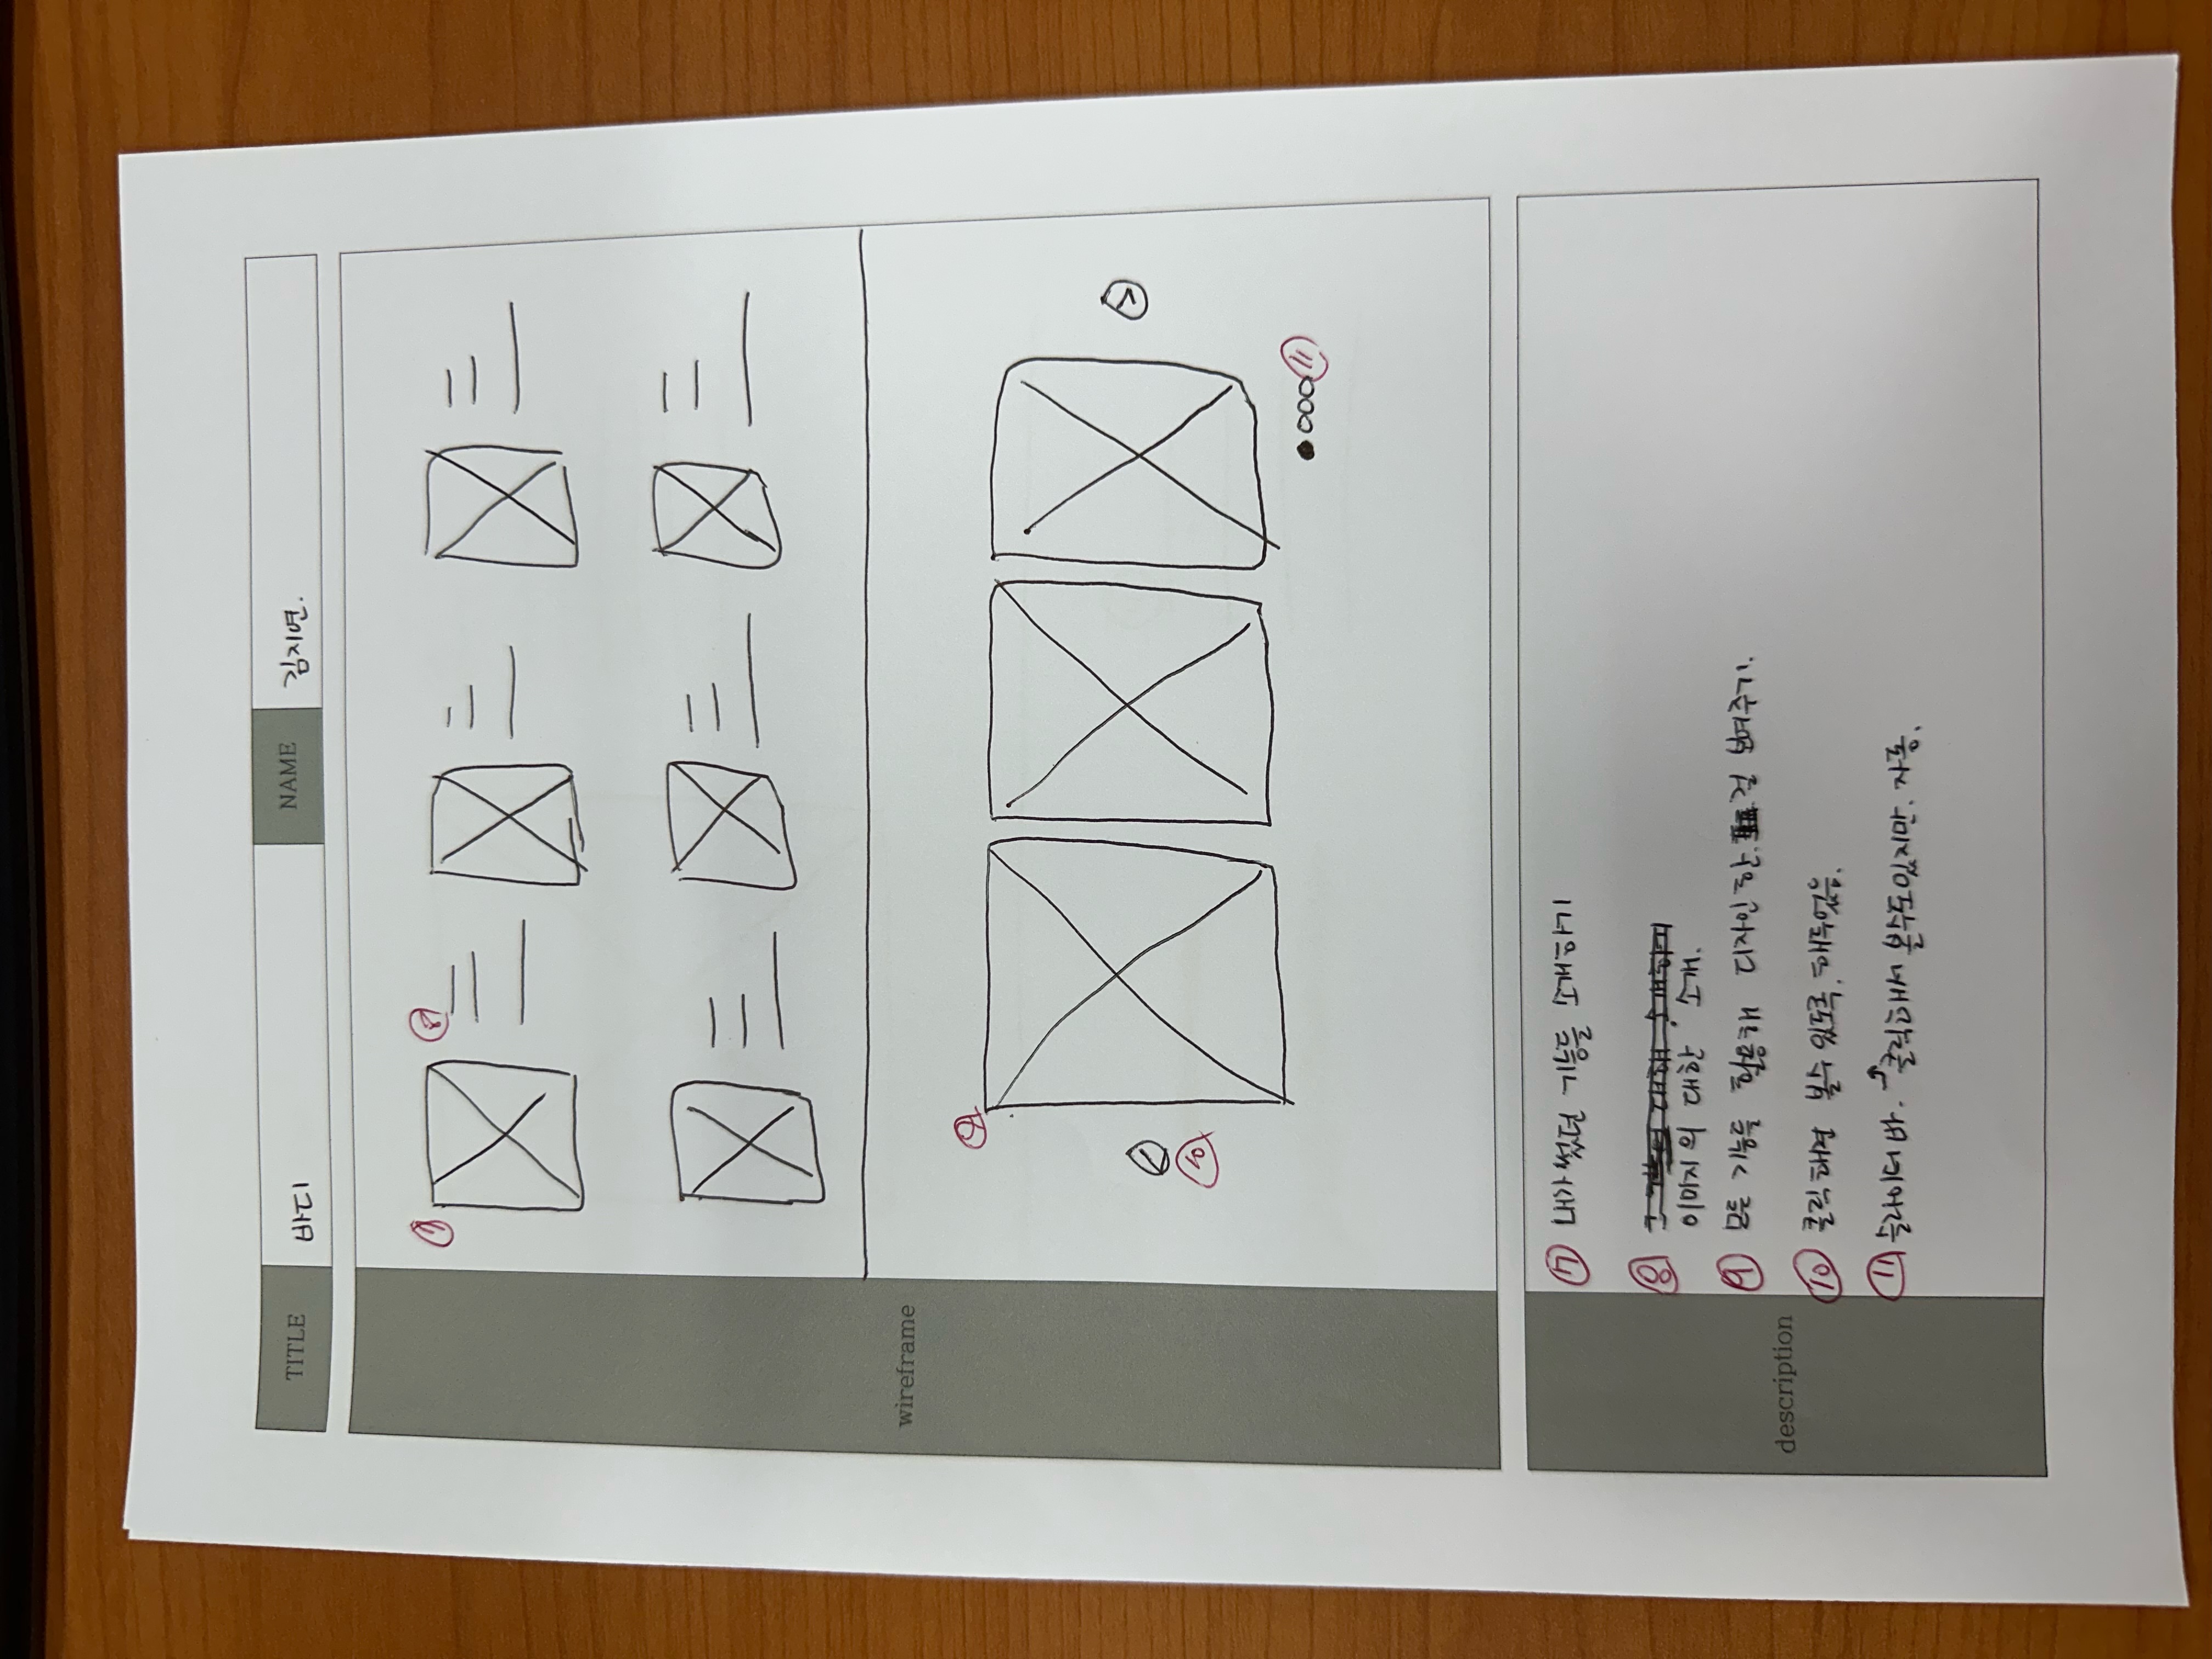 TITLE 바디 NAME 김지연.
⑦ ⑧
wireframe
⑨
<
⑩
>
⑪
⑦ 내가 썼던 기능들 소개하기
⑧ 대해 소개하기
이미지의 대한 소개.
⑨ 모든 기능들 활용해 디자인한 걸 보여주기.
description
⑩ 클릭해면 볼수 있도록 해두었음.
⑪ 슬라이더 바. → 클릭해서 볼수도있지만. 자동.